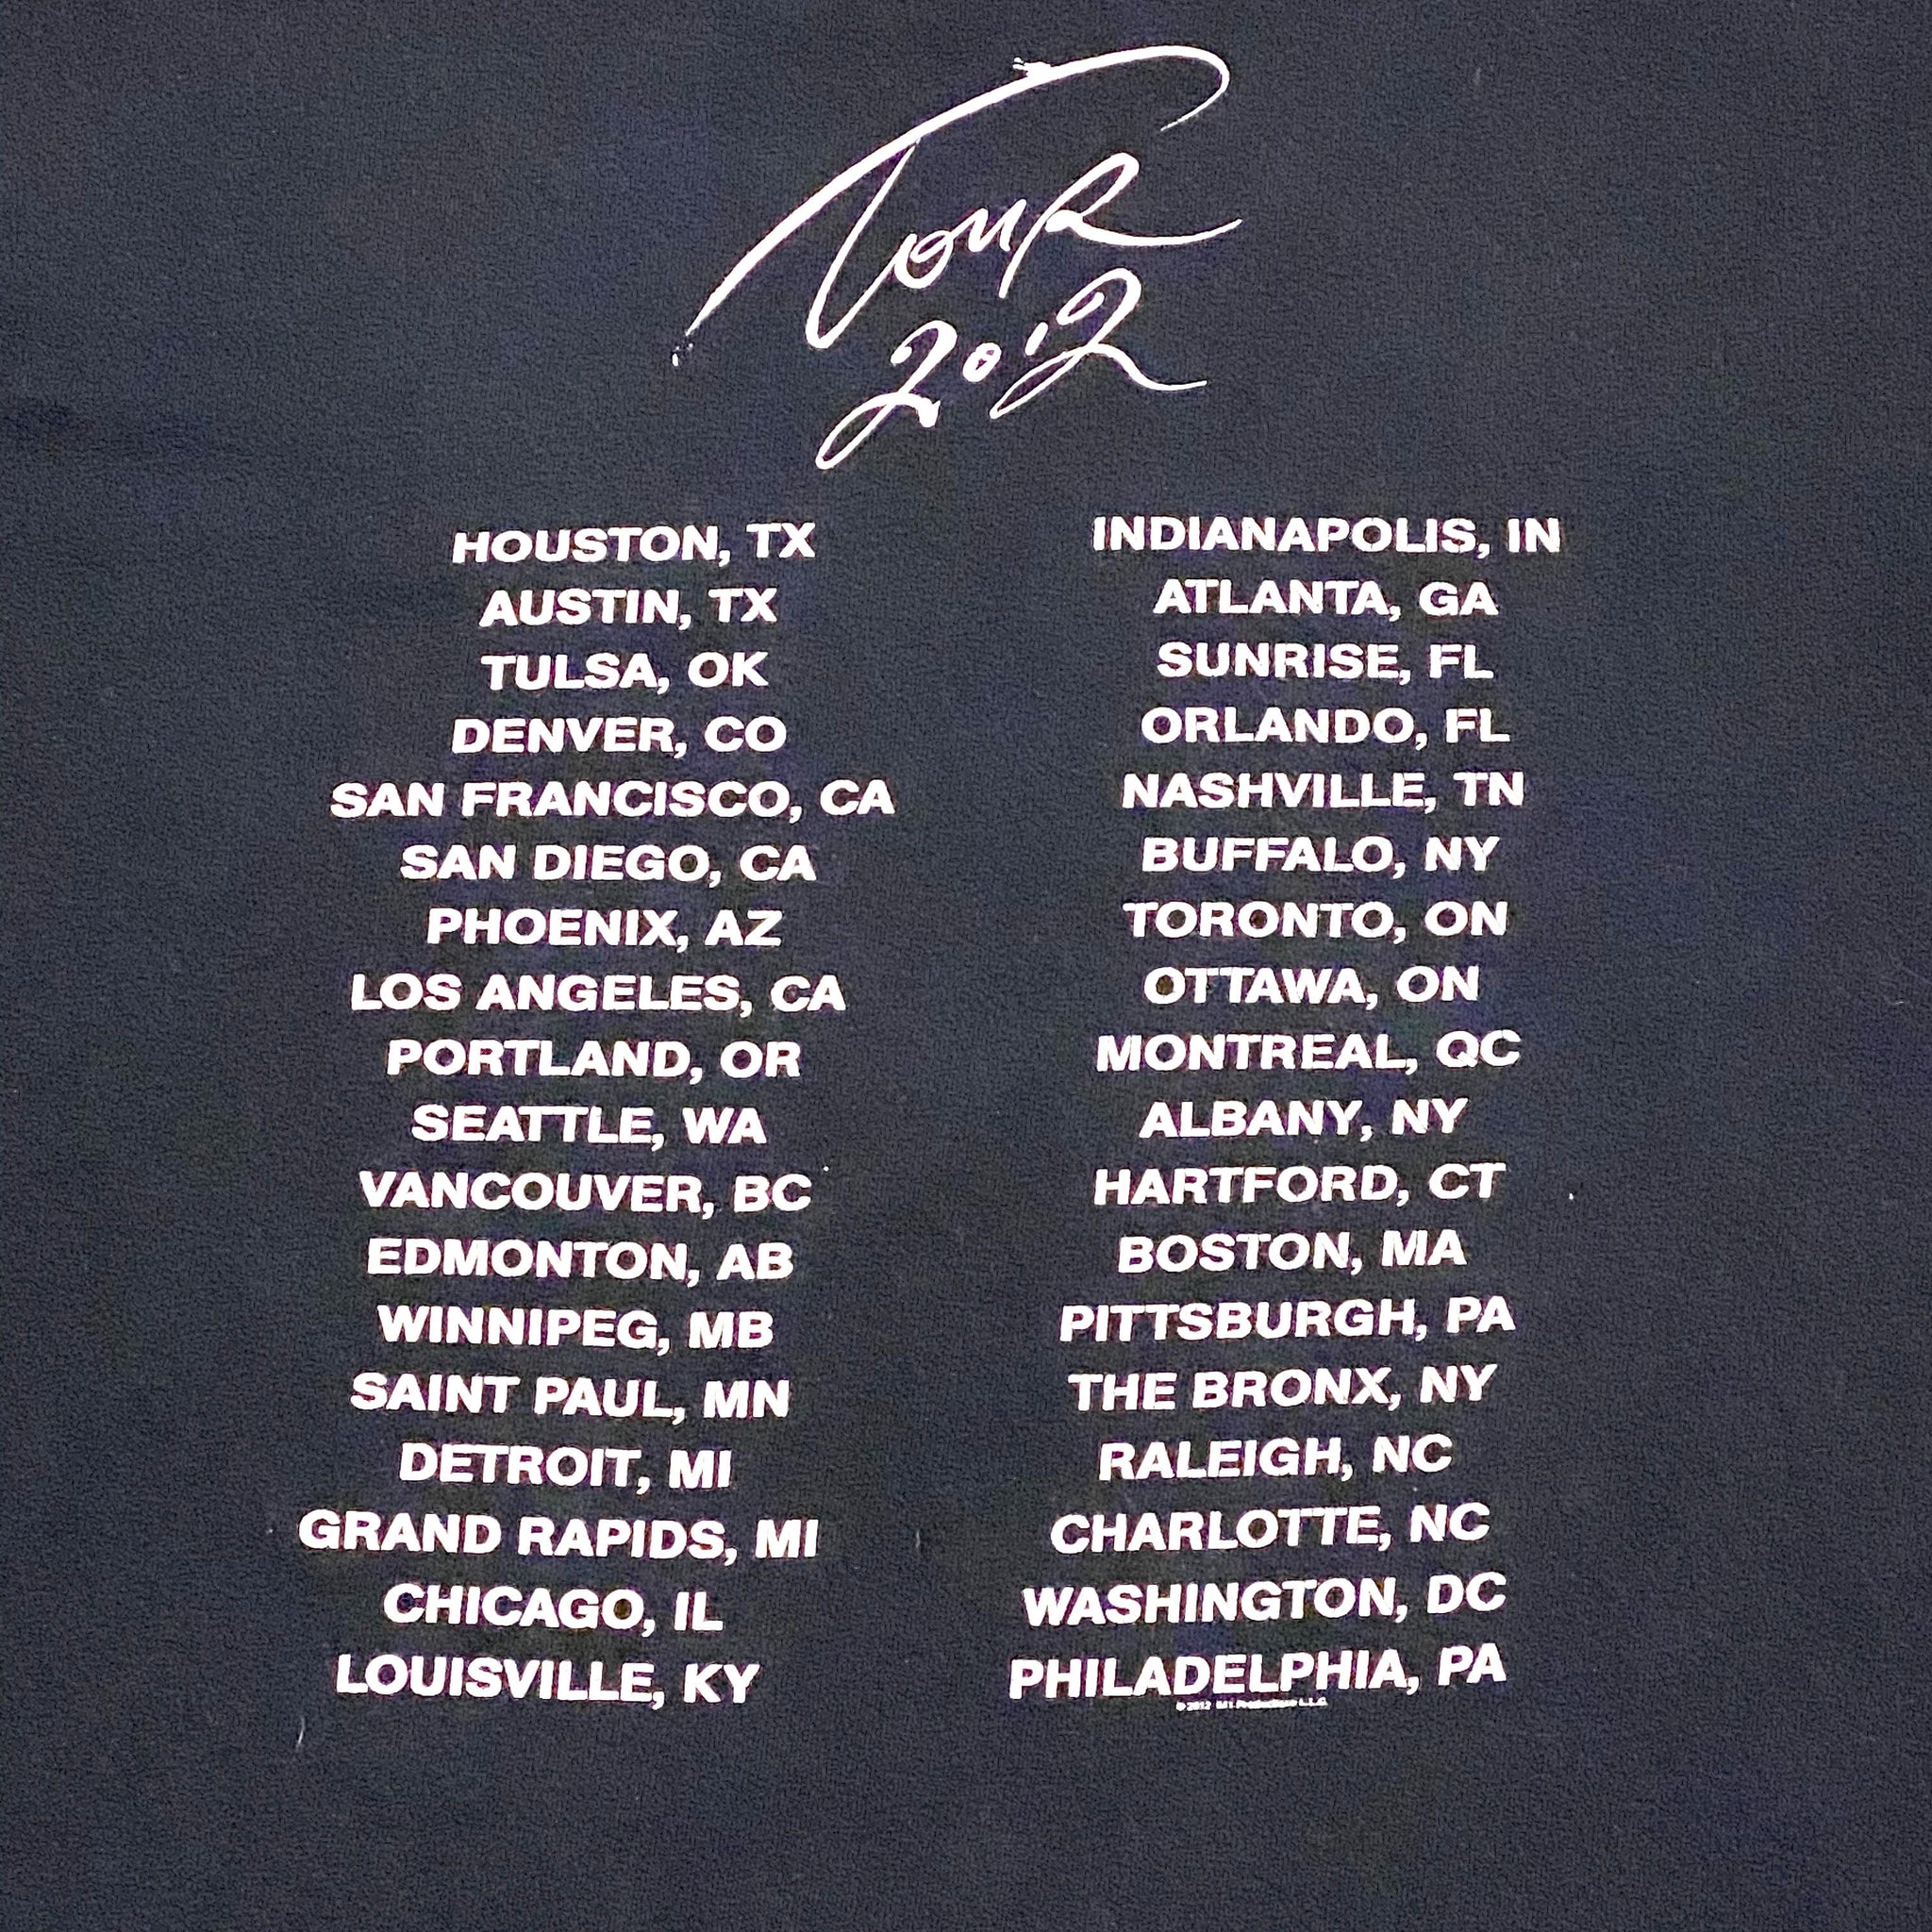 Tour
2012
HOUSTON, TX
AUSTIN, TX
TULSA, OK
DENVER, CO
SAN FRANCISCO, CA
SAN DIEGO, CA
PHOENIX, AZ
LOS ANGELES, CA
PORTLAND, OR
SEATTLE, WA
VANCOUVER, BC
EDMONTON, AB
WINNIPEG, MB
SAINT PAUL, MN
DETROIT, MI
GRAND RAPIDS, MI
CHICAGO, IL
LOUISVILLE, KY
INDIANAPOLIS, IN
ATLANTA, GA
SUNRISE, FL
ORLANDO, FL
NASHVILLE, TN
BUFFALO, NY
TORONTO, ON
OTTAWA, ON
MONTREAL, QC
ALBANY, NY
HARTFORD, CT
BOSTON, MA
PITTSBURGH, PA
THE BRONX, NY
RALEIGH, NC
CHARLOTTE, NC
WASHINGTON, DC
PHILADELPHIA, PA
© 2012 Productions L.L.C.